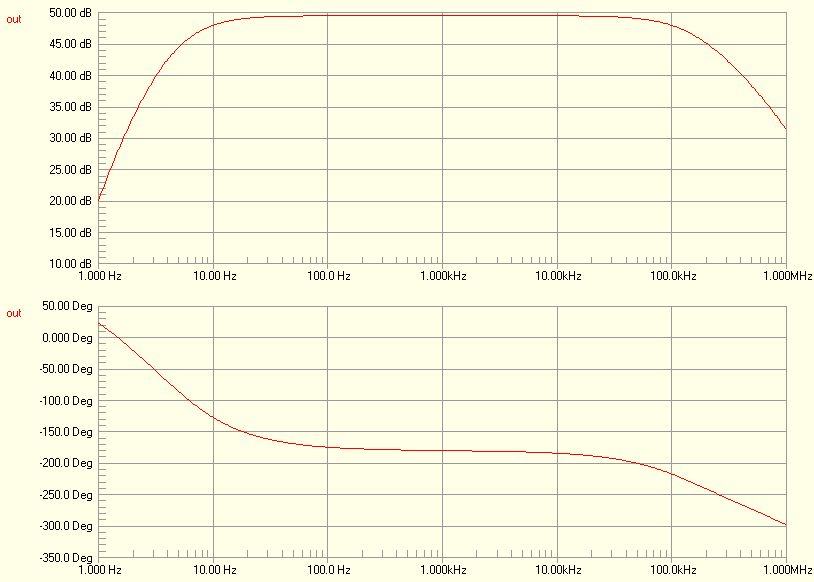 out
50.00 dB
45.00 dB
40.00 dB
35.00 dB
30.00 dB
25.00 dB
20.00 dB
15.00 dB
10.00 dB
1.000 Hz 10.00 Hz 100.0 Hz 1.000kHz 10.00kHz 100.0kHz 1.000MHz
out
50.00 Deg
0.000 Deg
-50.00 Deg
-100.0 Deg
-150.0 Deg
-200.0 Deg
-250.0 Deg
-300.0 Deg
-350.0 Deg
1.000 Hz 10.00 Hz 100.0 Hz 1.000kHz 10.00kHz 100.0kHz 1.000MHz